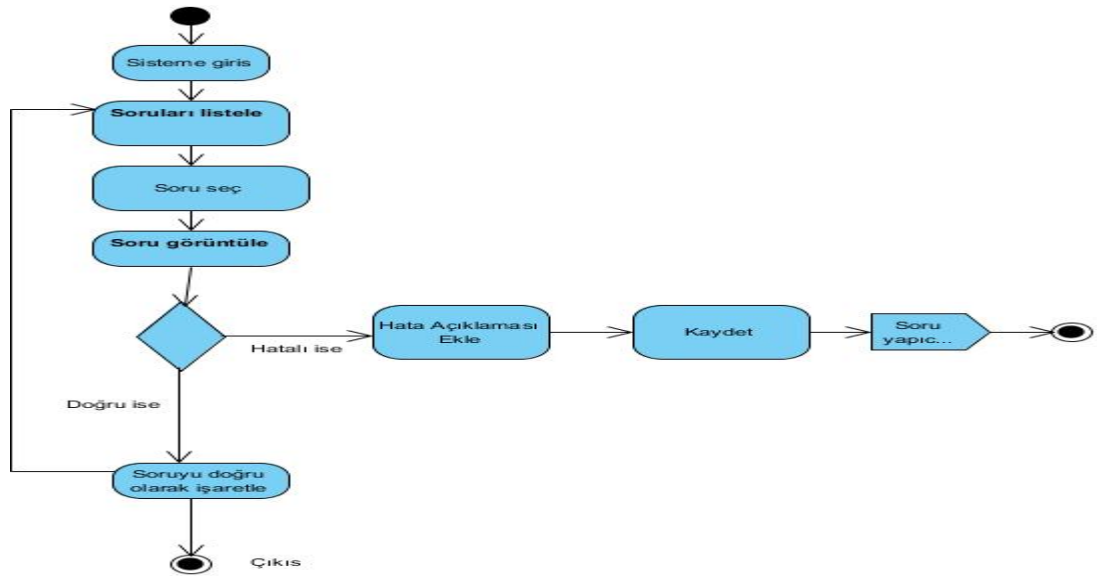 Sisteme giris
Soruları listele
Soru seç
Soru görüntüle
Hatalı ise
Hata Açıklaması
Ekle
Kaydet
Soru
yapıc...
Doğru ise
Soruyu doğru
olarak işaretle
Çıkıs